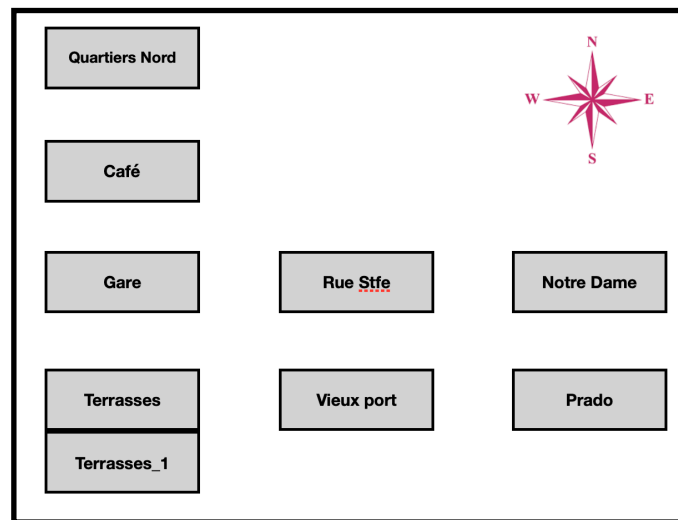 Quartiers Nord
N
W
E
S
Café
Gare
Rue Stfe
Notre Dame
Terrasses
Vieux port
Prado
Terrasses_1